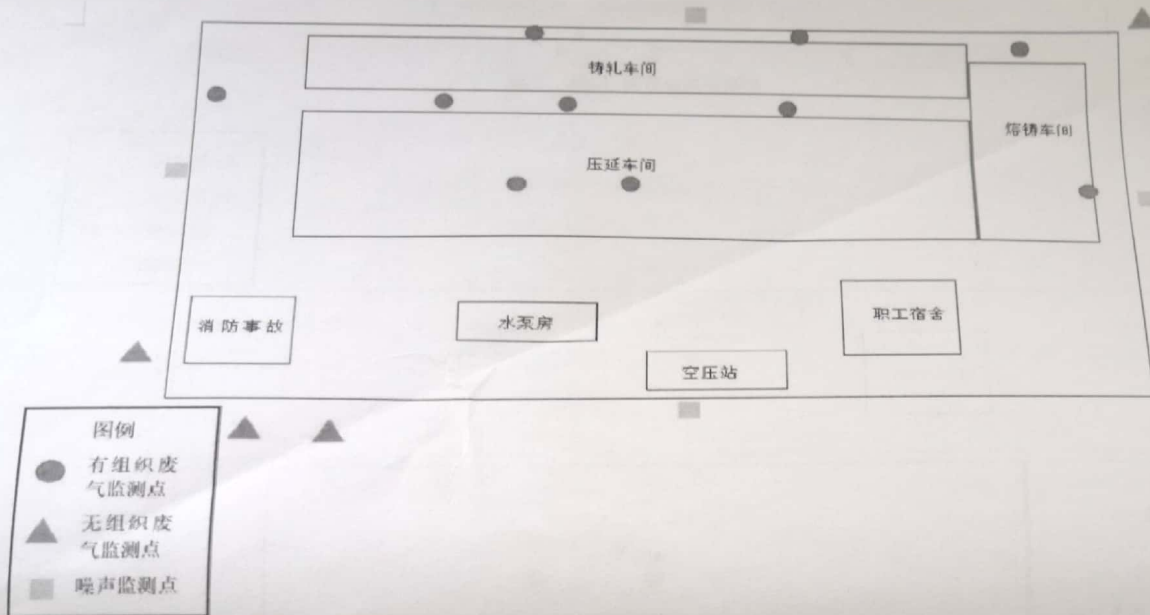 铸轧车间
熔铸车间
压延车间
消防事故
水泵房
职工宿舍
空压站
图例
有组织废
气监测点
无组织废
气监测点
噪声监测点